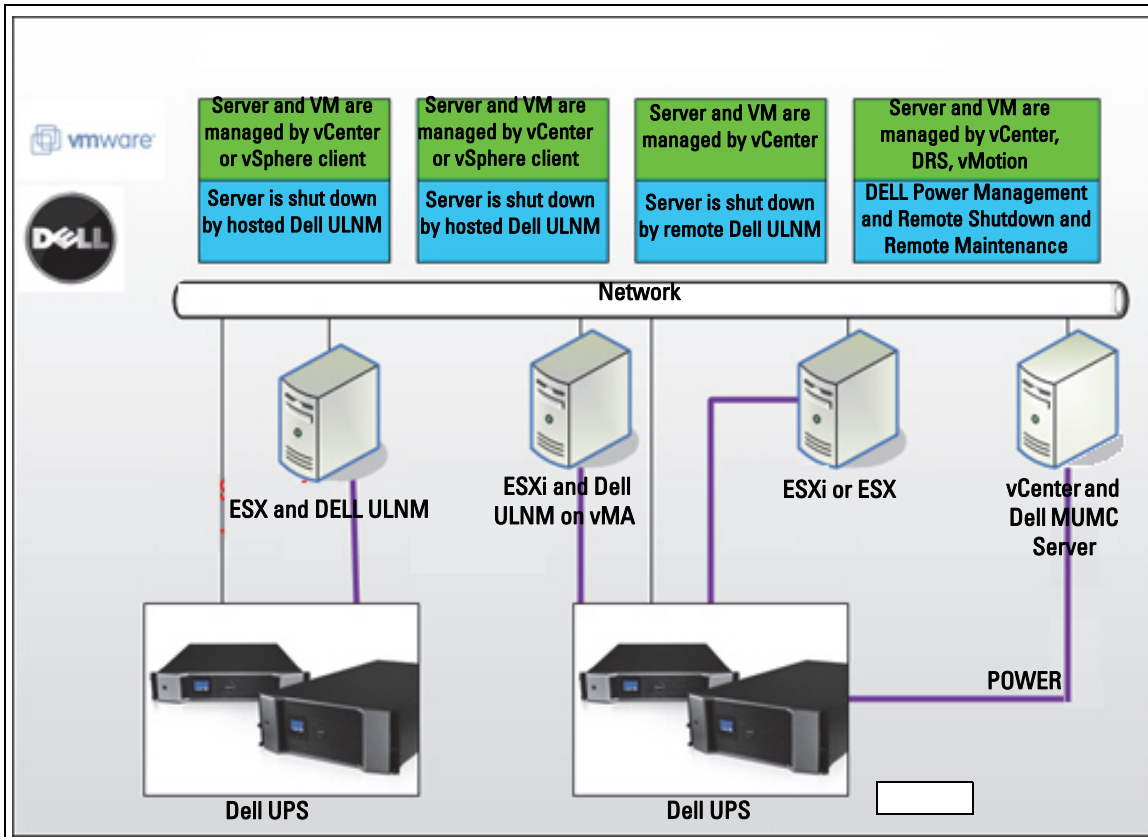 Server and VM are
managed by vCenter
or vSphere client
Server is shut down
by hosted Dell ULNM
Server and VM are
managed by vCenter
or vSphere client
Server is shut down
by hosted Dell ULNM
Server and VM are
managed by vCenter
Server is shut down
by remote Dell ULNM
Server and VM are
managed by vCenter,
DRS, vMotion
DELL Power Management
and Remote Shutdown and
Remote Maintenance
vmware
DELL
Network
ESX and DELL ULNM
ESXi and Dell
ULNM on vMA
ESXi or ESX
vCenter and
Dell MUMC
Server
POWER
Dell UPS
Dell UPS